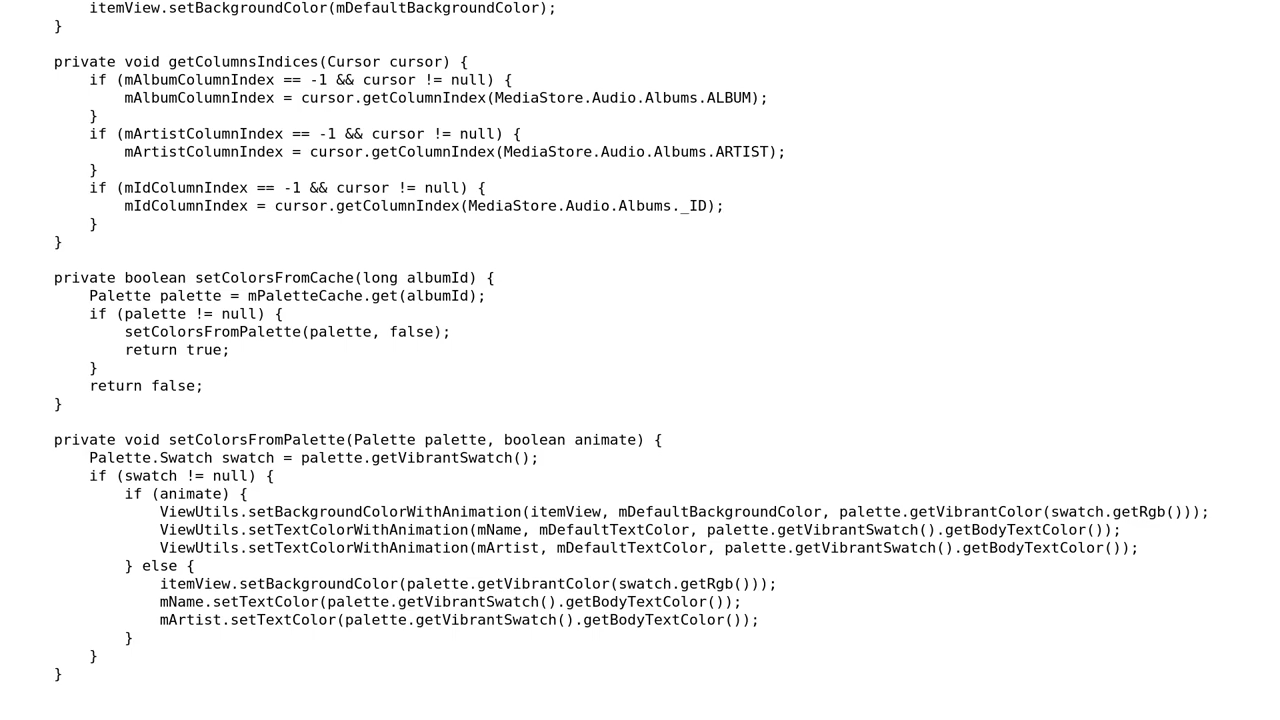 itemView.setBackgroundColor(mDefaultBackgroundColor);
    }

    private void getColumnsIndices(Cursor cursor) {
        if (mAlbumColumnIndex == -1 && cursor != null) {
            mAlbumColumnIndex = cursor.getColumnIndex(MediaStore.Audio.Albums.ALBUM);
        }
        if (mArtistColumnIndex == -1 && cursor != null) {
            mArtistColumnIndex = cursor.getColumnIndex(MediaStore.Audio.Albums.ARTIST);
        }
        if (mIdColumnIndex == -1 && cursor != null) {
            mIdColumnIndex = cursor.getColumnIndex(MediaStore.Audio.Albums._ID);
        }
    }

    private boolean setColorsFromCache(long albumId) {
        Palette palette = mPaletteCache.get(albumId);
        if (palette != null) {
            setColorsFromPalette(palette, false);
            return true;
        }
        return false;
    }

    private void setColorsFromPalette(Palette palette, boolean animate) {
        Palette.Swatch swatch = palette.getVibrantSwatch();
        if (swatch != null) {
            if (animate) {
                ViewUtils.setBackgroundColorWithAnimation(itemView, mDefaultBackgroundColor, palette.getVibrantColor(swatch.getRgb()));
                ViewUtils.setTextColorWithAnimation(mName, mDefaultTextColor, palette.getVibrantSwatch().getBodyTextColor());
                ViewUtils.setTextColorWithAnimation(mArtist, mDefaultTextColor, palette.getVibrantSwatch().getBodyTextColor());
            } else {
                itemView.setBackgroundColor(palette.getVibrantColor(swatch.getRgb()));
                mName.setTextColor(palette.getVibrantSwatch().getBodyTextColor());
                mArtist.setTextColor(palette.getVibrantSwatch().getBodyTextColor());
            }
        }
    }